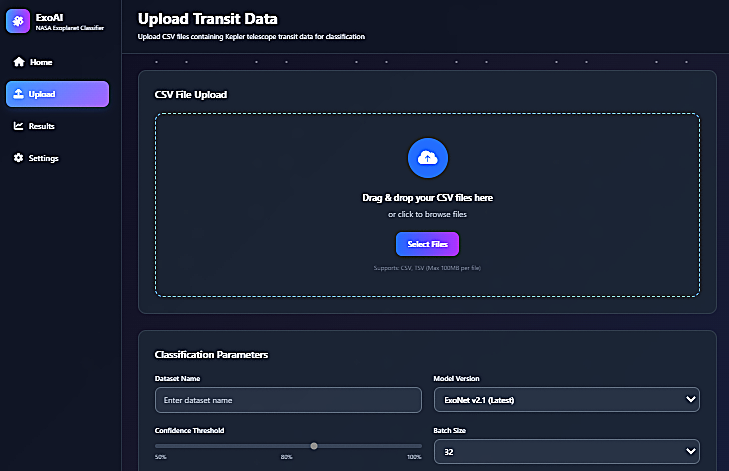 ExoAI
NASA Exoplanet Classifier
Home
Upload
Results
Settings
Upload Transit Data
Upload CSV files containing Kepler telescope transit data for classification
CSV File Upload
Drag & drop your CSV files here
or click to browse files
Select Files
Supports: CSV, TSV (Max 100MB per file)
Classification Parameters
Dataset Name
Enter dataset name
Model Version
ExoNet v2.1 (Latest)
Confidence Threshold
50% 80% 100%
Batch Size
32